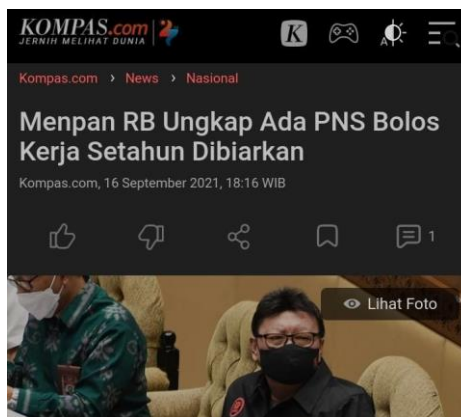 KOMPAS.com
JERNIH MELIHAT DUNIA
K
A
Kompas.com › News › Nasional
Menpan RB Ungkap Ada PNS Bolos
Kerja Setahun Dibiarkan
Kompas.com, 16 September 2021, 18:16 WIB
1
Lihat Foto